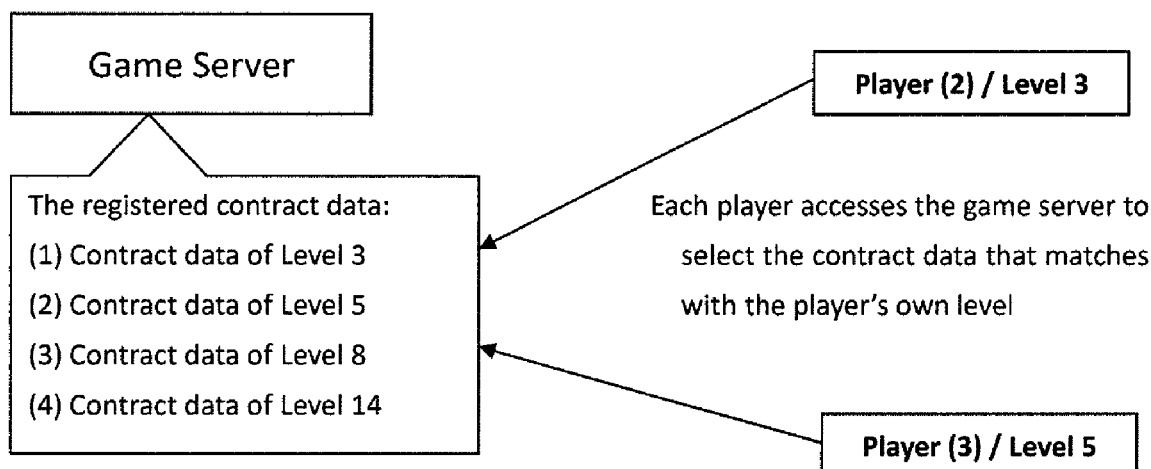 Game Server
Player (2) / Level 3
The registered contract data:
(1) Contract data of Level 3
(2) Contract data of Level 5
(3) Contract data of Level 8
(4) Contract data of Level 14
Each player accesses the game server to
select the contract data that matches
with the player's own level
Player (3) / Level 5